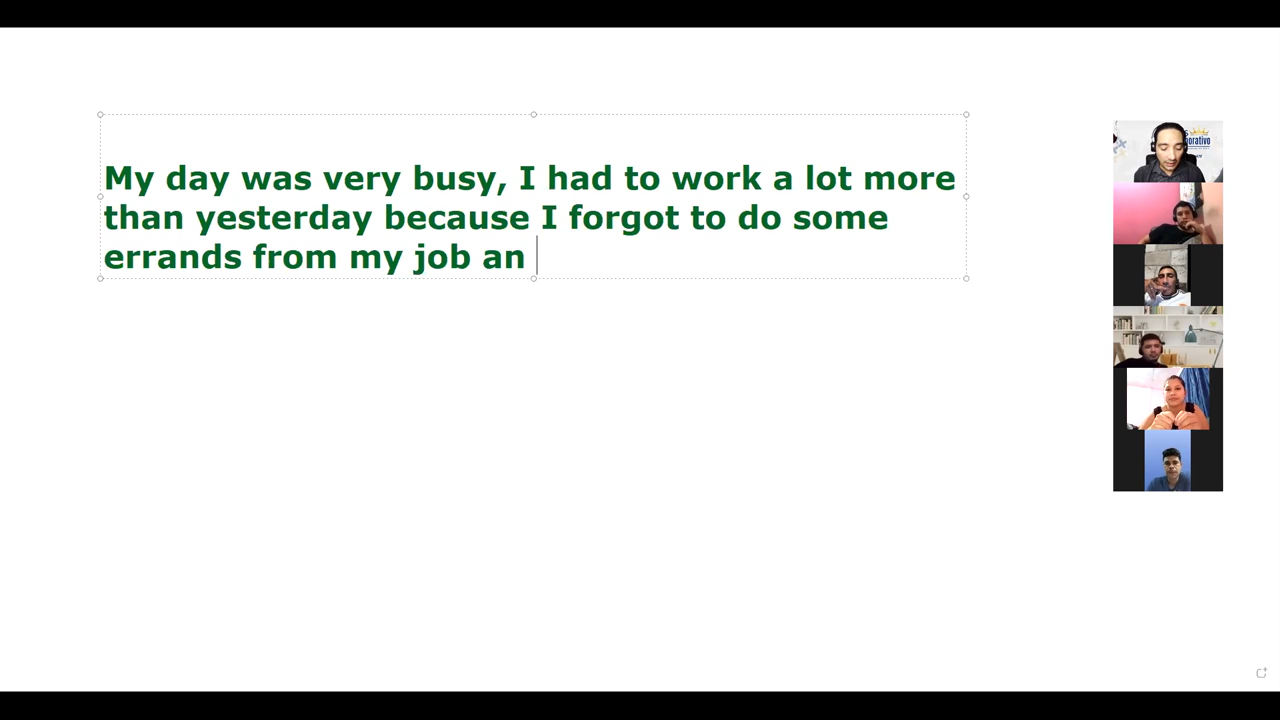 My day was very busy, I had to work a lot more
than yesterday because I forgot to do some
errands from my job an
orativo